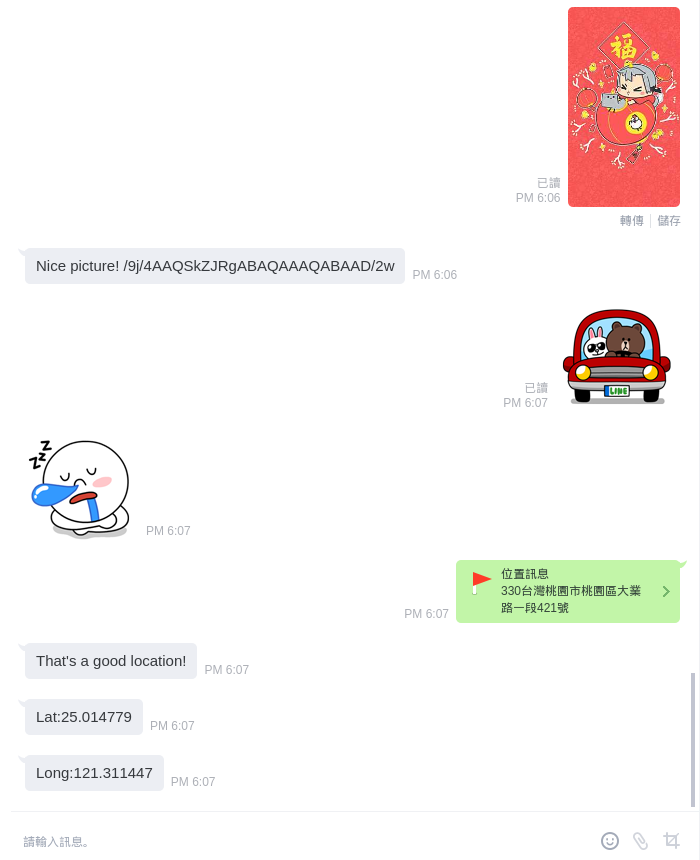 福
已讀
PM 6:06
轉傳 儲存
Nice picture! /9j/4AAQSkZJRgABAQAAAQABAAD/2w
PM 6:06
LINE
已讀
PM 6:07
zzz
PM 6:07
位置訊息
330台灣桃園市桃園區大業
路一段421號
PM 6:07
That's a good location!
PM 6:07
Lat:25.014779
PM 6:07
Long:121.311447
PM 6:07
請輸入訊息。